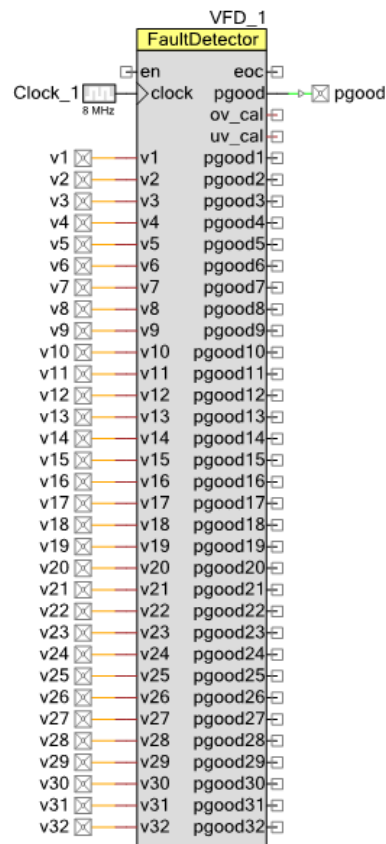 VFD_1
FaultDetector
en eoc
Clock_1 8 MHz clock pgood pgood
ov_cal
uv_cal
v1 v1 pgood1
v2 v2 pgood2
v3 v3 pgood3
v4 v4 pgood4
v5 v5 pgood5
v6 v6 pgood6
v7 v7 pgood7
v8 v8 pgood8
v9 v9 pgood9
v10 v10 pgood10
v11 v11 pgood11
v12 v12 pgood12
v13 v13 pgood13
v14 v14 pgood14
v15 v15 pgood15
v16 v16 pgood16
v17 v17 pgood17
v18 v18 pgood18
v19 v19 pgood19
v20 v20 pgood20
v21 v21 pgood21
v22 v22 pgood22
v23 v23 pgood23
v24 v24 pgood24
v25 v25 pgood25
v26 v26 pgood26
v27 v27 pgood27
v28 v28 pgood28
v29 v29 pgood29
v30 v30 pgood30
v31 v31 pgood31
v32 v32 pgood32